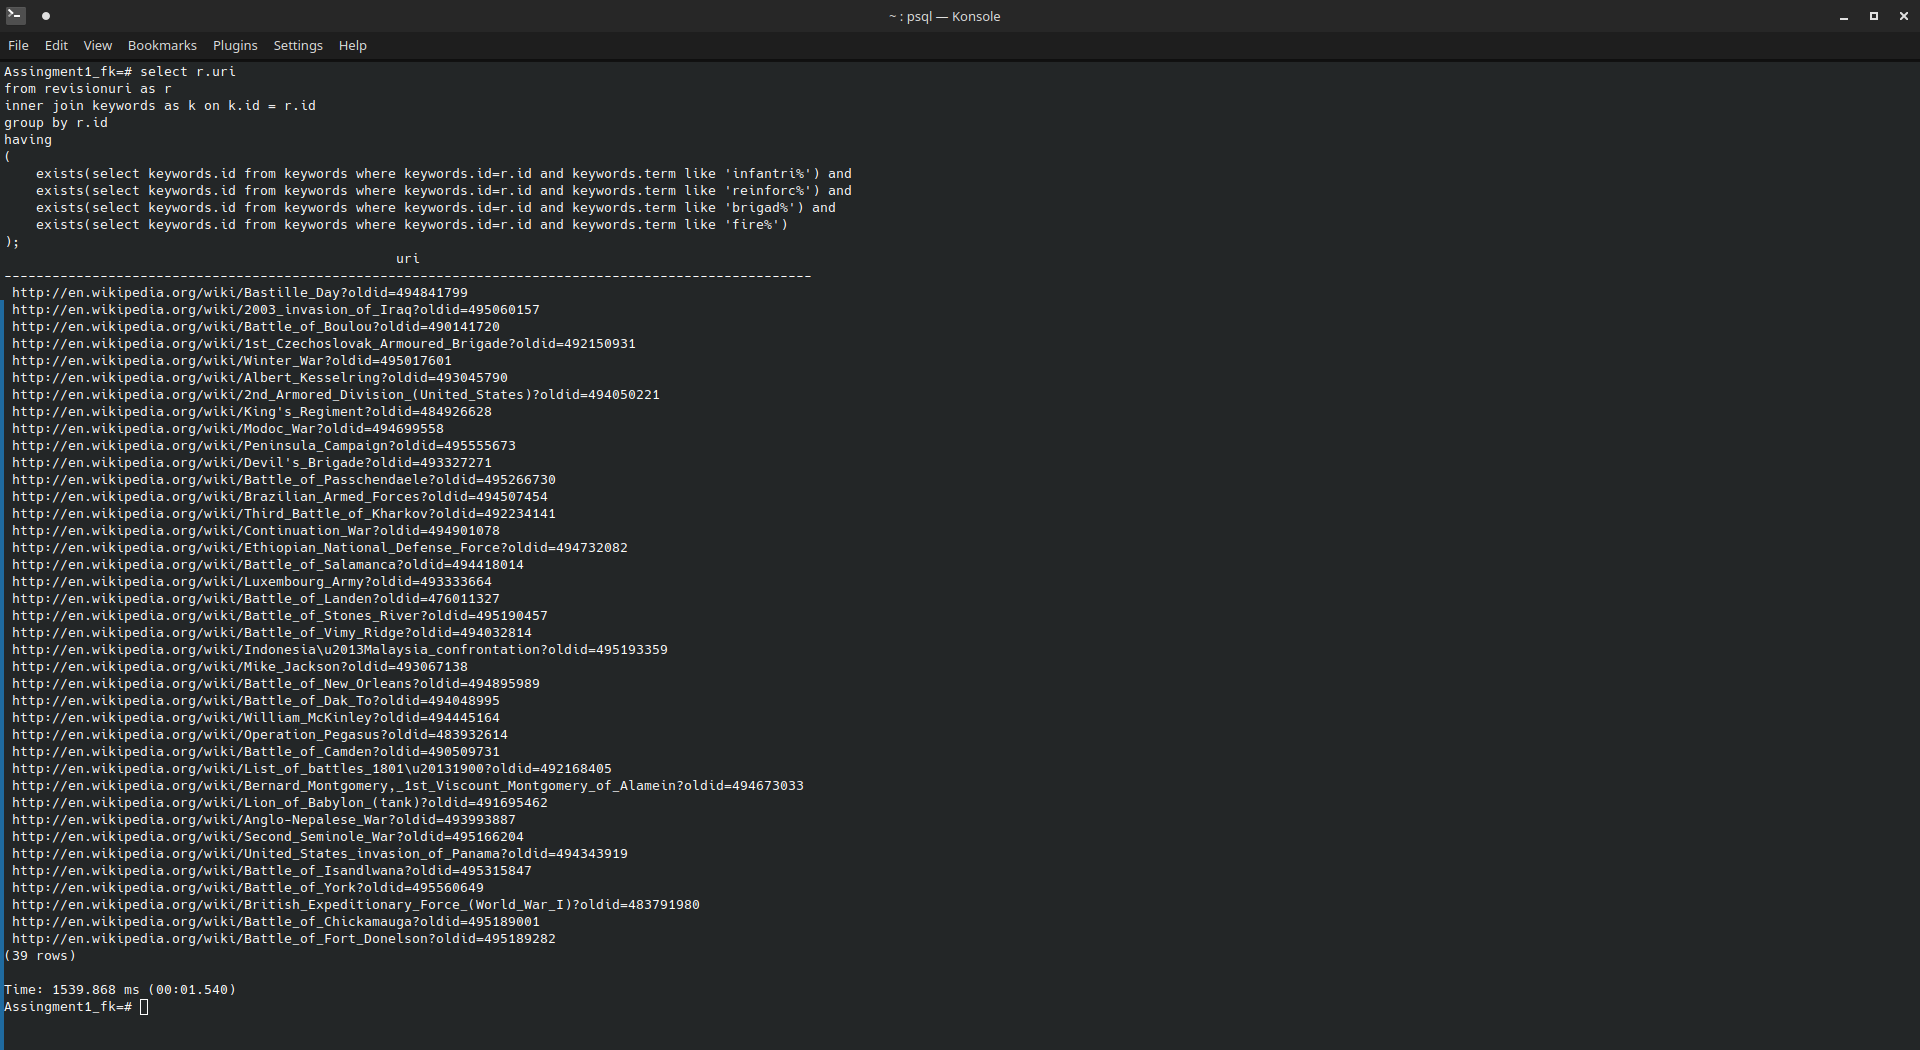 ~ : psql — Konsole
File Edit View Bookmarks Plugins Settings Help
Assingment1_fk=# select r.uri
from revisionuri as r
inner join keywords as k on k.id = r.id
group by r.id
having
(
    exists(select keywords.id from keywords where keywords.id=r.id and keywords.term like 'infantri%') and
    exists(select keywords.id from keywords where keywords.id=r.id and keywords.term like 'reinforc%') and
    exists(select keywords.id from keywords where keywords.id=r.id and keywords.term like 'brigad%') and
    exists(select keywords.id from keywords where keywords.id=r.id and keywords.term like 'fire%')
);
uri
-----------------------------------------------------------------------------------------------------
http://en.wikipedia.org/wiki/Bastille_Day?oldid=494841799
http://en.wikipedia.org/wiki/2003_invasion_of_Iraq?oldid=495060157
http://en.wikipedia.org/wiki/Battle_of_Boulou?oldid=490141720
http://en.wikipedia.org/wiki/1st_Czechoslovak_Armoured_Brigade?oldid=492150931
http://en.wikipedia.org/wiki/Winter_War?oldid=495017601
http://en.wikipedia.org/wiki/Albert_Kesselring?oldid=493045790
http://en.wikipedia.org/wiki/2nd_Armored_Division_(United_States)?oldid=494050221
http://en.wikipedia.org/wiki/King's_Regiment?oldid=484926628
http://en.wikipedia.org/wiki/Modoc_War?oldid=494699558
http://en.wikipedia.org/wiki/Peninsula_Campaign?oldid=495555673
http://en.wikipedia.org/wiki/Devil's_Brigade?oldid=493327271
http://en.wikipedia.org/wiki/Battle_of_Passchendaele?oldid=495266730
http://en.wikipedia.org/wiki/Brazilian_Armed_Forces?oldid=494507454
http://en.wikipedia.org/wiki/Third_Battle_of_Kharkov?oldid=492234141
http://en.wikipedia.org/wiki/Continuation_War?oldid=494901078
http://en.wikipedia.org/wiki/Ethiopian_National_Defense_Force?oldid=494732082
http://en.wikipedia.org/wiki/Battle_of_Salamanca?oldid=494418014
http://en.wikipedia.org/wiki/Luxembourg_Army?oldid=493333664
http://en.wikipedia.org/wiki/Battle_of_Landen?oldid=476011327
http://en.wikipedia.org/wiki/Battle_of_Stones_River?oldid=495190457
http://en.wikipedia.org/wiki/Battle_of_Vimy_Ridge?oldid=494032814
http://en.wikipedia.org/wiki/Indonesia\u2013Malaysia_confrontation?oldid=495193359
http://en.wikipedia.org/wiki/Mike_Jackson?oldid=493067138
http://en.wikipedia.org/wiki/Battle_of_New_Orleans?oldid=494895989
http://en.wikipedia.org/wiki/Battle_of_Dak_To?oldid=494048995
http://en.wikipedia.org/wiki/William_McKinley?oldid=494445164
http://en.wikipedia.org/wiki/Operation_Pegasus?oldid=483932614
http://en.wikipedia.org/wiki/Battle_of_Camden?oldid=490509731
http://en.wikipedia.org/wiki/List_of_battles_1801\u20131900?oldid=492168405
http://en.wikipedia.org/wiki/Bernard_Montgomery,_1st_Viscount_Montgomery_of_Alamein?oldid=494673033
http://en.wikipedia.org/wiki/Lion_of_Babylon_(tank)?oldid=491695462
http://en.wikipedia.org/wiki/Anglo-Nepalese_War?oldid=493993887
http://en.wikipedia.org/wiki/Second_Seminole_War?oldid=495166204
http://en.wikipedia.org/wiki/United_States_invasion_of_Panama?oldid=494343919
http://en.wikipedia.org/wiki/Battle_of_Isandlwana?oldid=495315847
http://en.wikipedia.org/wiki/Battle_of_York?oldid=495560649
http://en.wikipedia.org/wiki/British_Expeditionary_Force_(World_War_I)?oldid=483791980
http://en.wikipedia.org/wiki/Battle_of_Chickamauga?oldid=495189001
http://en.wikipedia.org/wiki/Battle_of_Fort_Donelson?oldid=495189282
(39 rows)
Time: 1539.868 ms (00:01.540)
Assingment1_fk=#